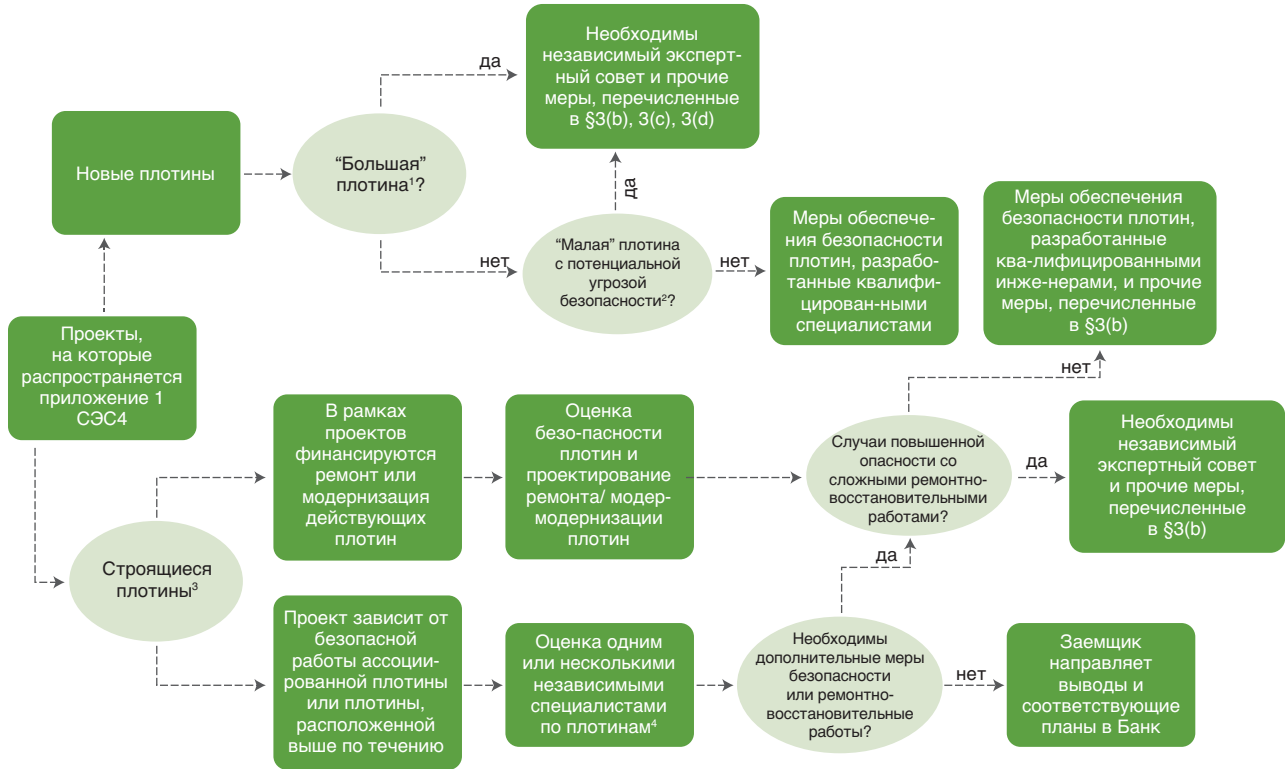 Необходимы
независимый эксперт-
ный совет и прочие
меры, перечисленные
в §3(b), 3(c), 3(d)
да
Новые плотины
“Большая”
плотина¹?
да
нет
“Малая” плотина
с потенциальной
угрозой
безопасности²?
нет
Меры обеспече-
ния безопасности
плотин, разрабо-
танные квалифи-
цирован-ными
специалистами
Меры обеспечения
безопасности плотин,
разработанные
ква-лифицированными
инже-нерами, и прочие
меры, перечисленные
в §3(b)
Проекты,
на которые
распространяется
приложение 1
СЭС4
нет
В рамках
проектов
финансируются
ремонт или
модернизация
действующих
плотин
Оценка
безо-пасности
плотин и
проектирование
ремонта/ модер-
модернизации
плотин
Случаи повышенной
опасности со
сложными ремонтно-
восстановительными
работами?
да
Необходимы
независимый
экспертный совет
и прочие меры,
перечисленные
в §3(b)
Строящиеся
плотины³
да
Проект зависит от
безопасной
работы ассоции-
рованной плотины
или плотины,
расположенной
выше по течению
Оценка одним
или несколькими
независимыми
специалистами
по плотинам⁴
Необходимы
дополнительные меры
безопасности
или ремонтно-
восстановительные
работы?
нет
Заемщик
направляет
выводы и
соответствующие
планы в Банк